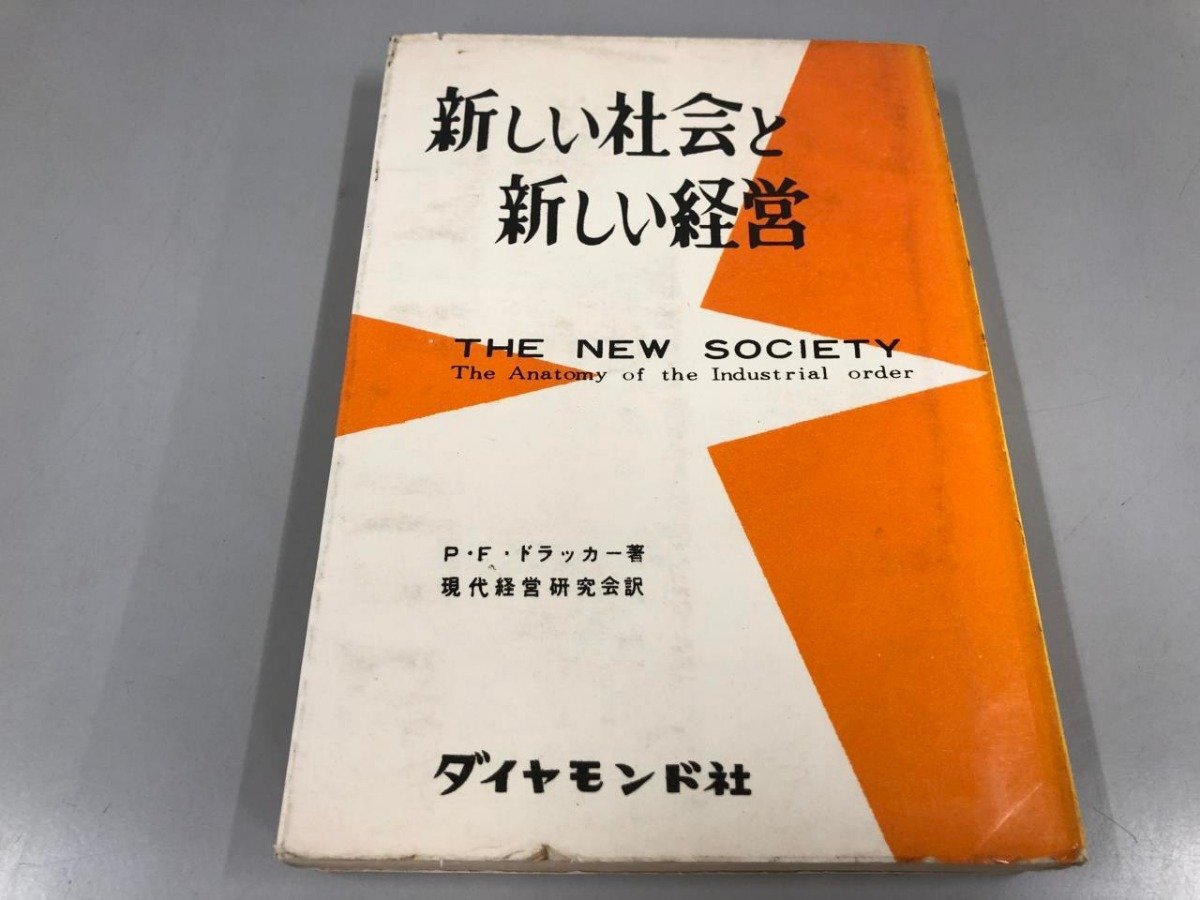 新しい社会と
新しい経営
THE NEW SOCIETY
The Anatomy of the Industrial order
P・F・ドラッカー著
現代経営研究会訳
ダイヤモンド社